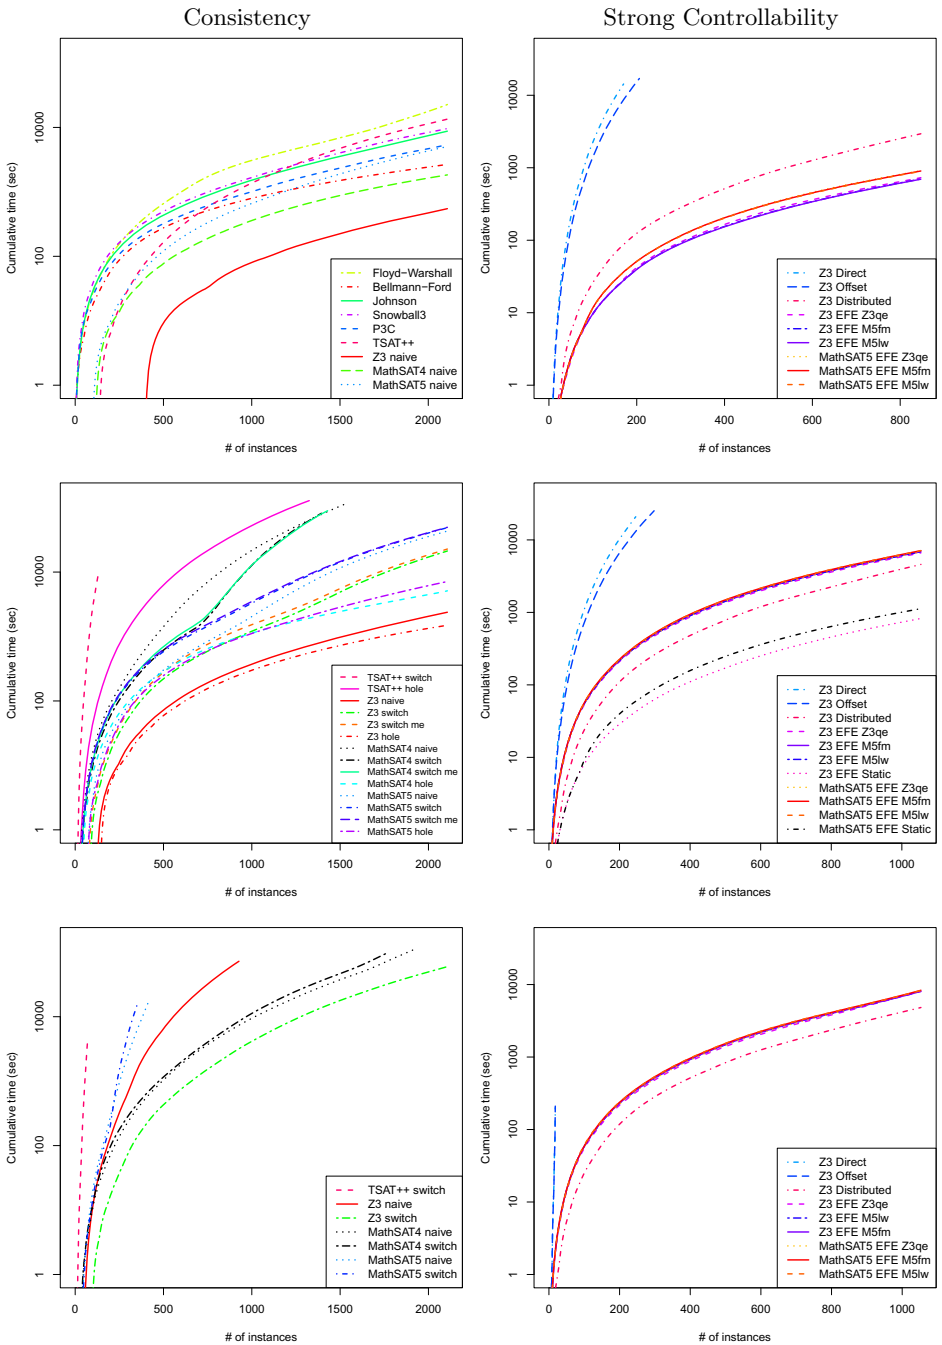 Consistency
Strong Controllability
Cumulative time (sec)
10000
100
1
0
500
1000
1500
2000
# of instances
Floyd−Warshall
Bellmann−Ford
Johnson
Snowball3
P3C
TSAT++
Z3 naive
MathSAT4 naive
MathSAT5 naive
Cumulative time (sec)
10000
1000
100
10
1
0
200
400
600
800
# of instances
Z3 Direct
Z3 Offset
Z3 Distributed
Z3 EFE Z3qe
Z3 EFE M5fm
Z3 EFE M5lw
MathSAT5 EFE Z3qe
MathSAT5 EFE M5fm
MathSAT5 EFE M5lw
Cumulative time (sec)
10000
100
1
0
500
1000
1500
2000
# of instances
TSAT++ switch
TSAT++ hole
Z3 naive
Z3 switch
Z3 switch me
Z3 hole
MathSAT4 naive
MathSAT4 switch
MathSAT4 switch me
MathSAT4 hole
MathSAT5 naive
MathSAT5 switch
MathSAT5 switch me
MathSAT5 hole
Cumulative time (sec)
10000
1000
100
10
1
0
200
400
600
800
1000
# of instances
Z3 Direct
Z3 Offset
Z3 Distributed
Z3 EFE Z3qe
Z3 EFE M5fm
Z3 EFE M5lw
Z3 EFE Static
MathSAT5 EFE Z3qe
MathSAT5 EFE M5fm
MathSAT5 EFE M5lw
MathSAT5 EFE Static
Cumulative time (sec)
10000
100
1
0
500
1000
1500
2000
# of instances
TSAT++ switch
Z3 naive
Z3 switch
MathSAT4 naive
MathSAT4 switch
MathSAT5 naive
MathSAT5 switch
Cumulative time (sec)
10000
1000
100
10
1
0
200
400
600
800
1000
# of instances
Z3 Direct
Z3 Offset
Z3 Distributed
Z3 EFE Z3qe
Z3 EFE M5lw
Z3 EFE M5fm
MathSAT5 EFE Z3qe
MathSAT5 EFE M5fm
MathSAT5 EFE M5lw